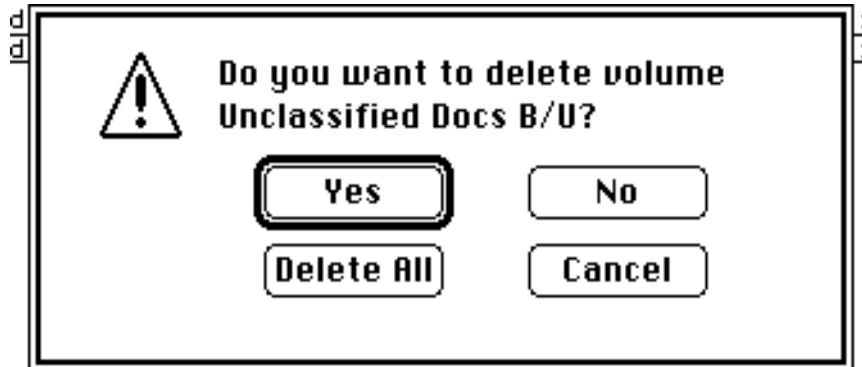 d
d
Do you want to delete volume
Unclassified Docs B/U?
Yes
No
Delete All
Cancel